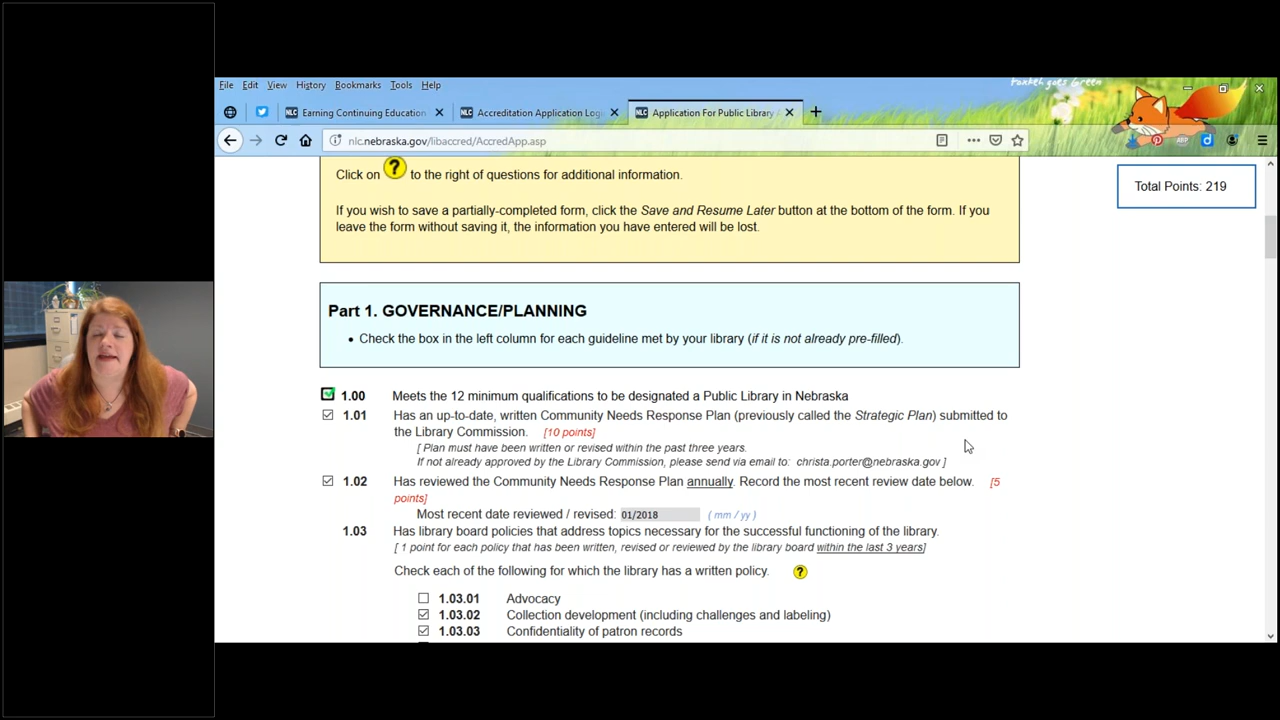 Foxkeh goes Green
File Edit View History Bookmarks Tools Help
NLC Earning Continuing Education
NLC Accreditation Application Log
NLC Application For Public Library A
nlc.nebraska.gov/libaccred/AccredApp.asp
ABP
Click on ? to the right of questions for additional information.
Total Points: 219
If you wish to save a partially-completed form, click the Save and Resume Later button at the bottom of the form. If you
leave the form without saving it, the information you have entered will be lost.
Part 1. GOVERNANCE/PLANNING
• Check the box in the left column for each guideline met by your library (if it is not already pre-filled).
1.00 Meets the 12 minimum qualifications to be designated a Public Library in Nebraska
1.01 Has an up-to-date, written Community Needs Response Plan (previously called the Strategic Plan) submitted to
the Library Commission. [10 points]
[ Plan must have been written or revised within the past three years.
If not already approved by the Library Commission, please send via email to: christa.porter@nebraska.gov ]
1.02 Has reviewed the Community Needs Response Plan annually. Record the most recent review date below. [5
points]
Most recent date reviewed / revised: 01/2018 ( mm / yy )
1.03 Has library board policies that address topics necessary for the successful functioning of the library.
[ 1 point for each policy that has been written, revised or reviewed by the library board within the last 3 years]
Check each of the following for which the library has a written policy. ?
1.03.01 Advocacy
1.03.02 Collection development (including challenges and labeling)
1.03.03 Confidentiality of patron records